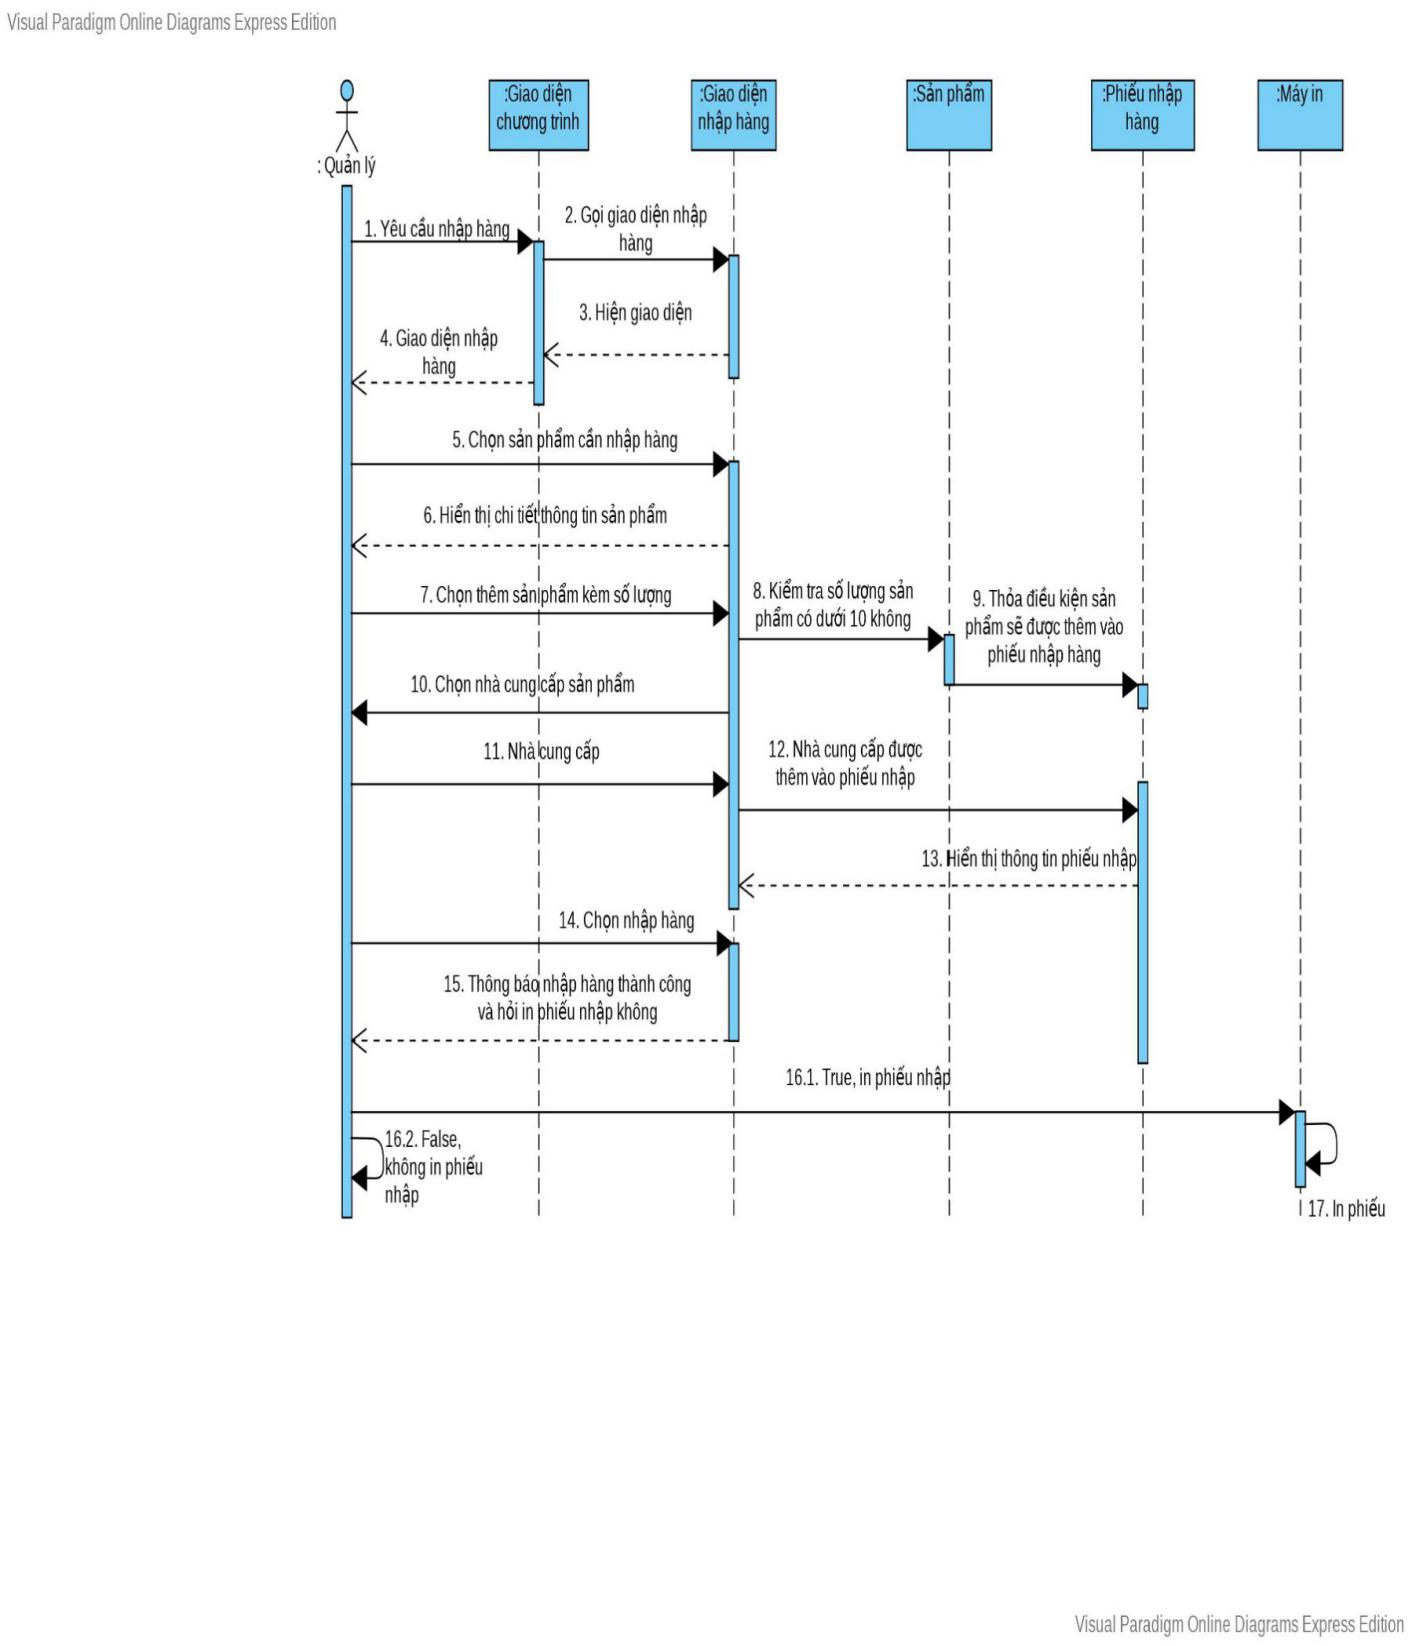 Visual Paradigm Online Diagrams Express Edition
:Giao diện
chương trình
:Giao diện
nhập hàng
:Sản phẩm
:Phiếu nhập
hàng
:Máy in
: Quản lý
1. Yêu cầu nhập hàng
2. Gọi giao diện nhập
hàng
3. Hiện giao diện
4. Giao diện nhập
hàng
5. Chọn sản phẩm cần nhập hàng
6. Hiển thị chi tiết thông tin sản phẩm
7. Chọn thêm sản phẩm kèm số lượng
8. Kiểm tra số lượng sản
phẩm có dưới 10 không
9. Thỏa điều kiện sản
phẩm sẽ được thêm vào
phiếu nhập hàng
10. Chọn nhà cung cấp sản phẩm
11. Nhà cung cấp
12. Nhà cung cấp được
thêm vào phiếu nhập
13. Hiển thị thông tin phiếu nhập
14. Chọn nhập hàng
15. Thông báo nhập hàng thành công
và hỏi in phiếu nhập không
16.1. True, in phiếu nhập
16.2. False,
không in phiếu
nhập
17. In phiếu
Visual Paradigm Online Diagrams Express Edition